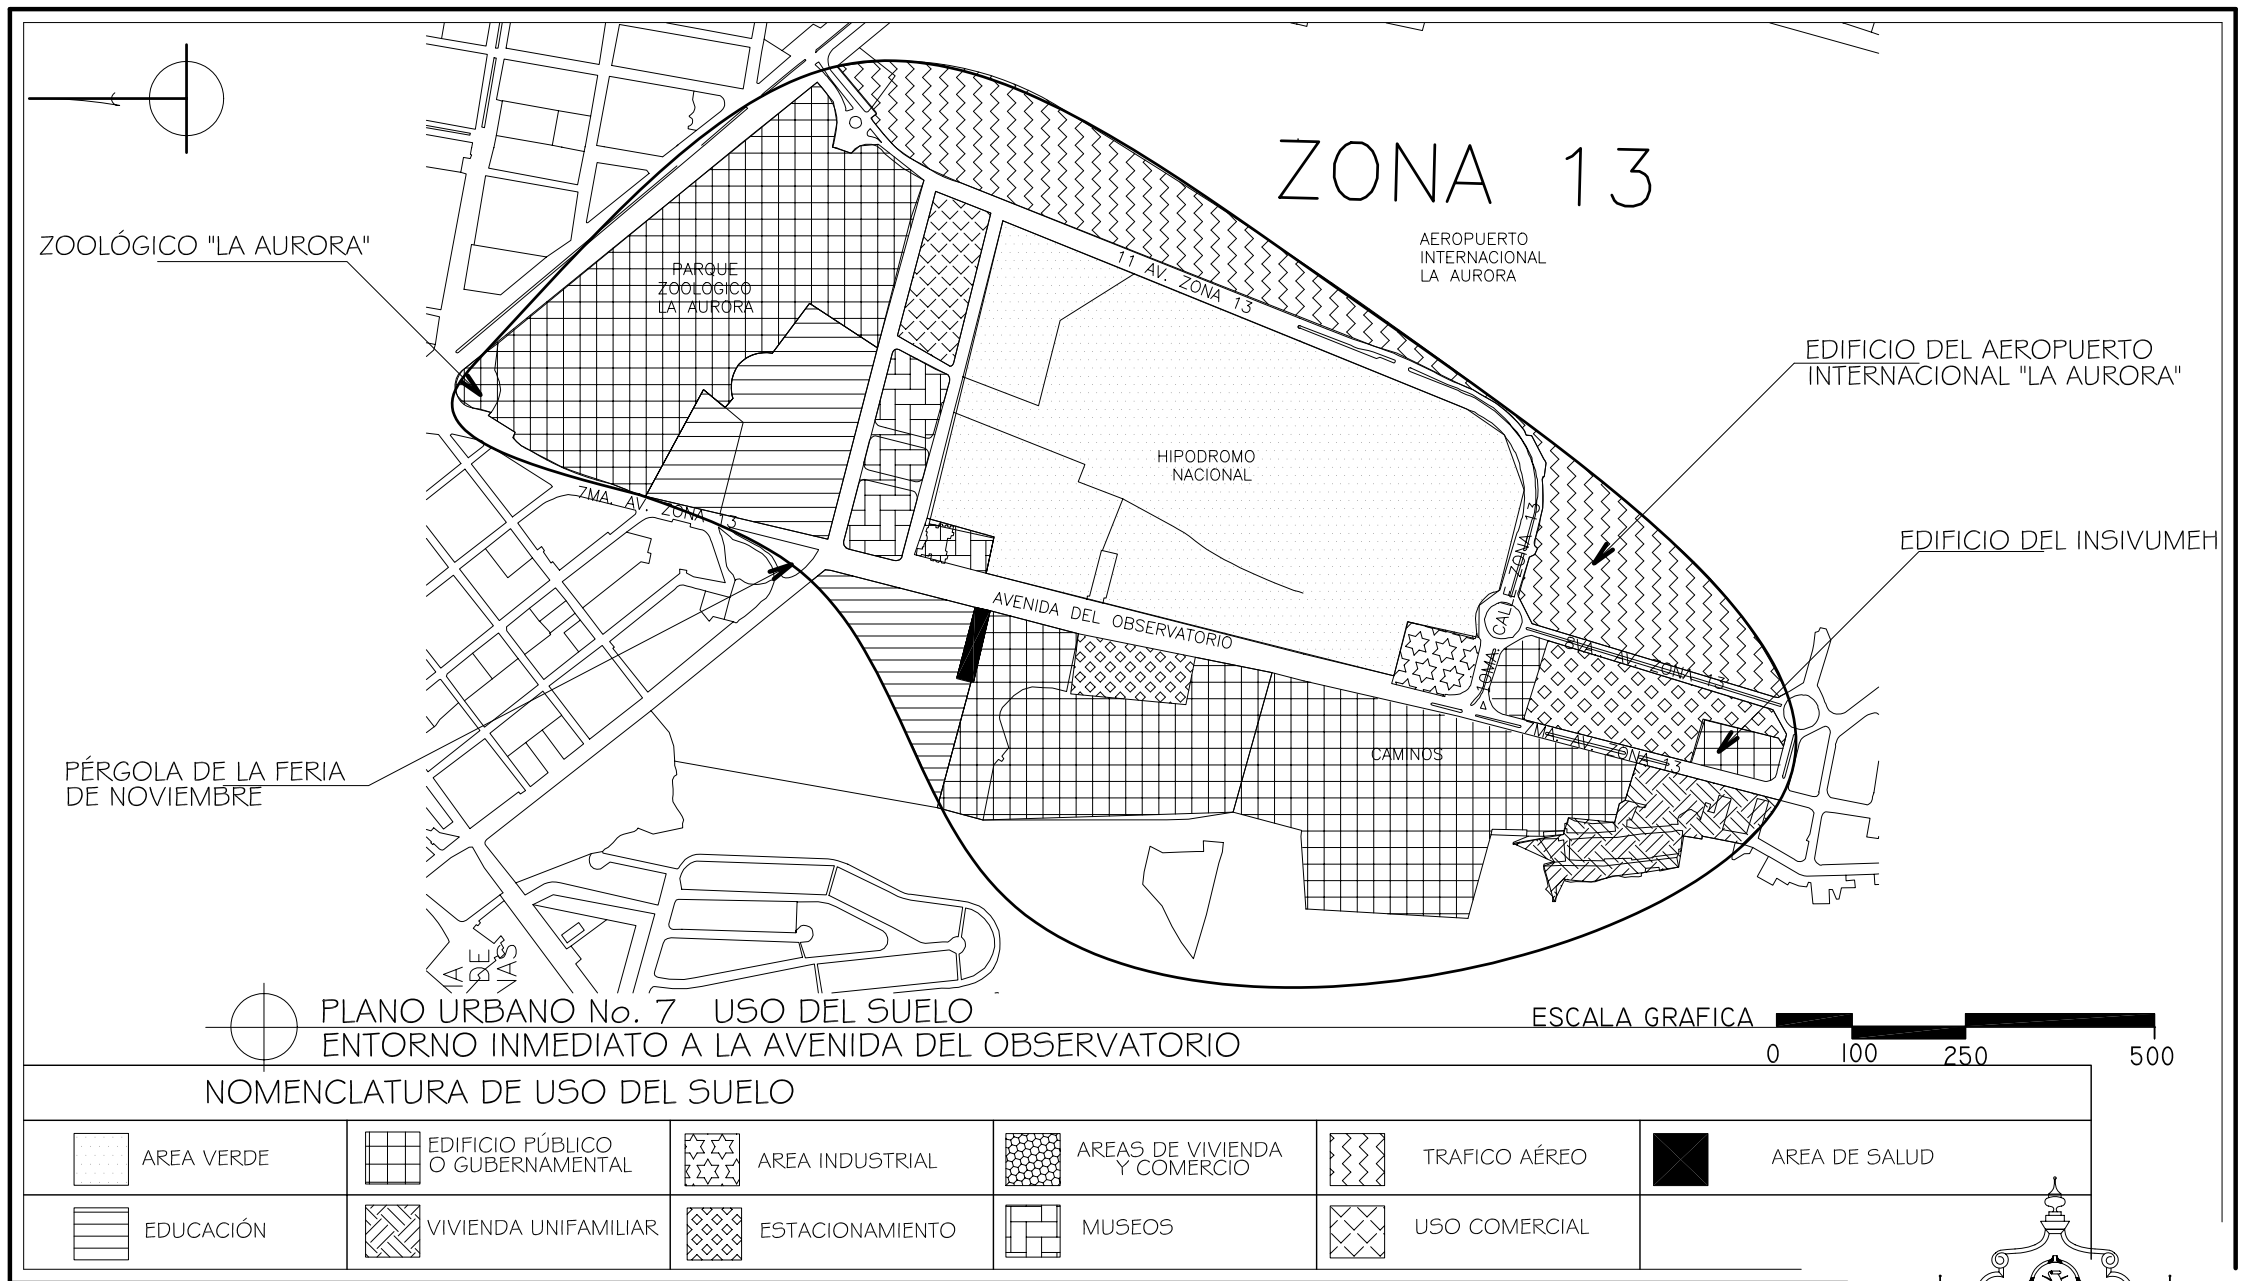 ZONA 13
AEROPUERTO
INTERNACIONAL
LA AURORA
ZOOLÓGICO "LA AURORA"
PARQUE
ZOOLOGICO
LA AURORA
11 AV. ZONA 13
EDIFICIO DEL AEROPUERTO
INTERNACIONAL "LA AURORA"
HIPODROMO
NACIONAL
7MA. AV. ZONA 13
EDIFICIO DEL INSIVUMEH
ZONA 13
AVENIDA DEL OBSERVATORIO
10MA.
8VA. AV. ZONA 13
MA. AV. ZONA 13
CAMINOS
PÉRGOLA DE LA FERIA
DE NOVIEMBRE
DE
VAS
PLANO URBANO No. 7 USO DEL SUELO
ENTORNO INMEDIATO A LA AVENIDA DEL OBSERVATORIO
ESCALA GRAFICA
0 100 250 500
NOMENCLATURA DE USO DEL SUELO
AREA VERDE
EDIFICIO PÚBLICO
O GUBERNAMENTAL
AREA INDUSTRIAL
AREAS DE VIVIENDA
Y COMERCIO
TRAFICO AÉREO
AREA DE SALUD
EDUCACIÓN
VIVIENDA UNIFAMILIAR
ESTACIONAMIENTO
MUSEOS
USO COMERCIAL